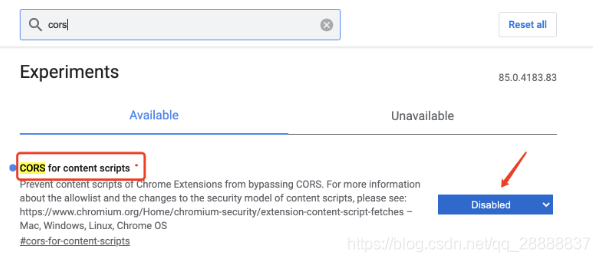 cors
Reset all
Experiments
85.0.4183.83
Available
Unavailable
CORS for content scripts
Prevent content scripts of Chrome Extensions from bypassing CORS. For more information
about the allowlist and the changes to the security model of content scripts, please see:
https://www.chromium.org/Home/chromium-security/extension-content-script-fetches –
Mac, Windows, Linux, Chrome OS
#cors-for-content-scripts
Disabled
https://blog.csdn.net/qq_28888837